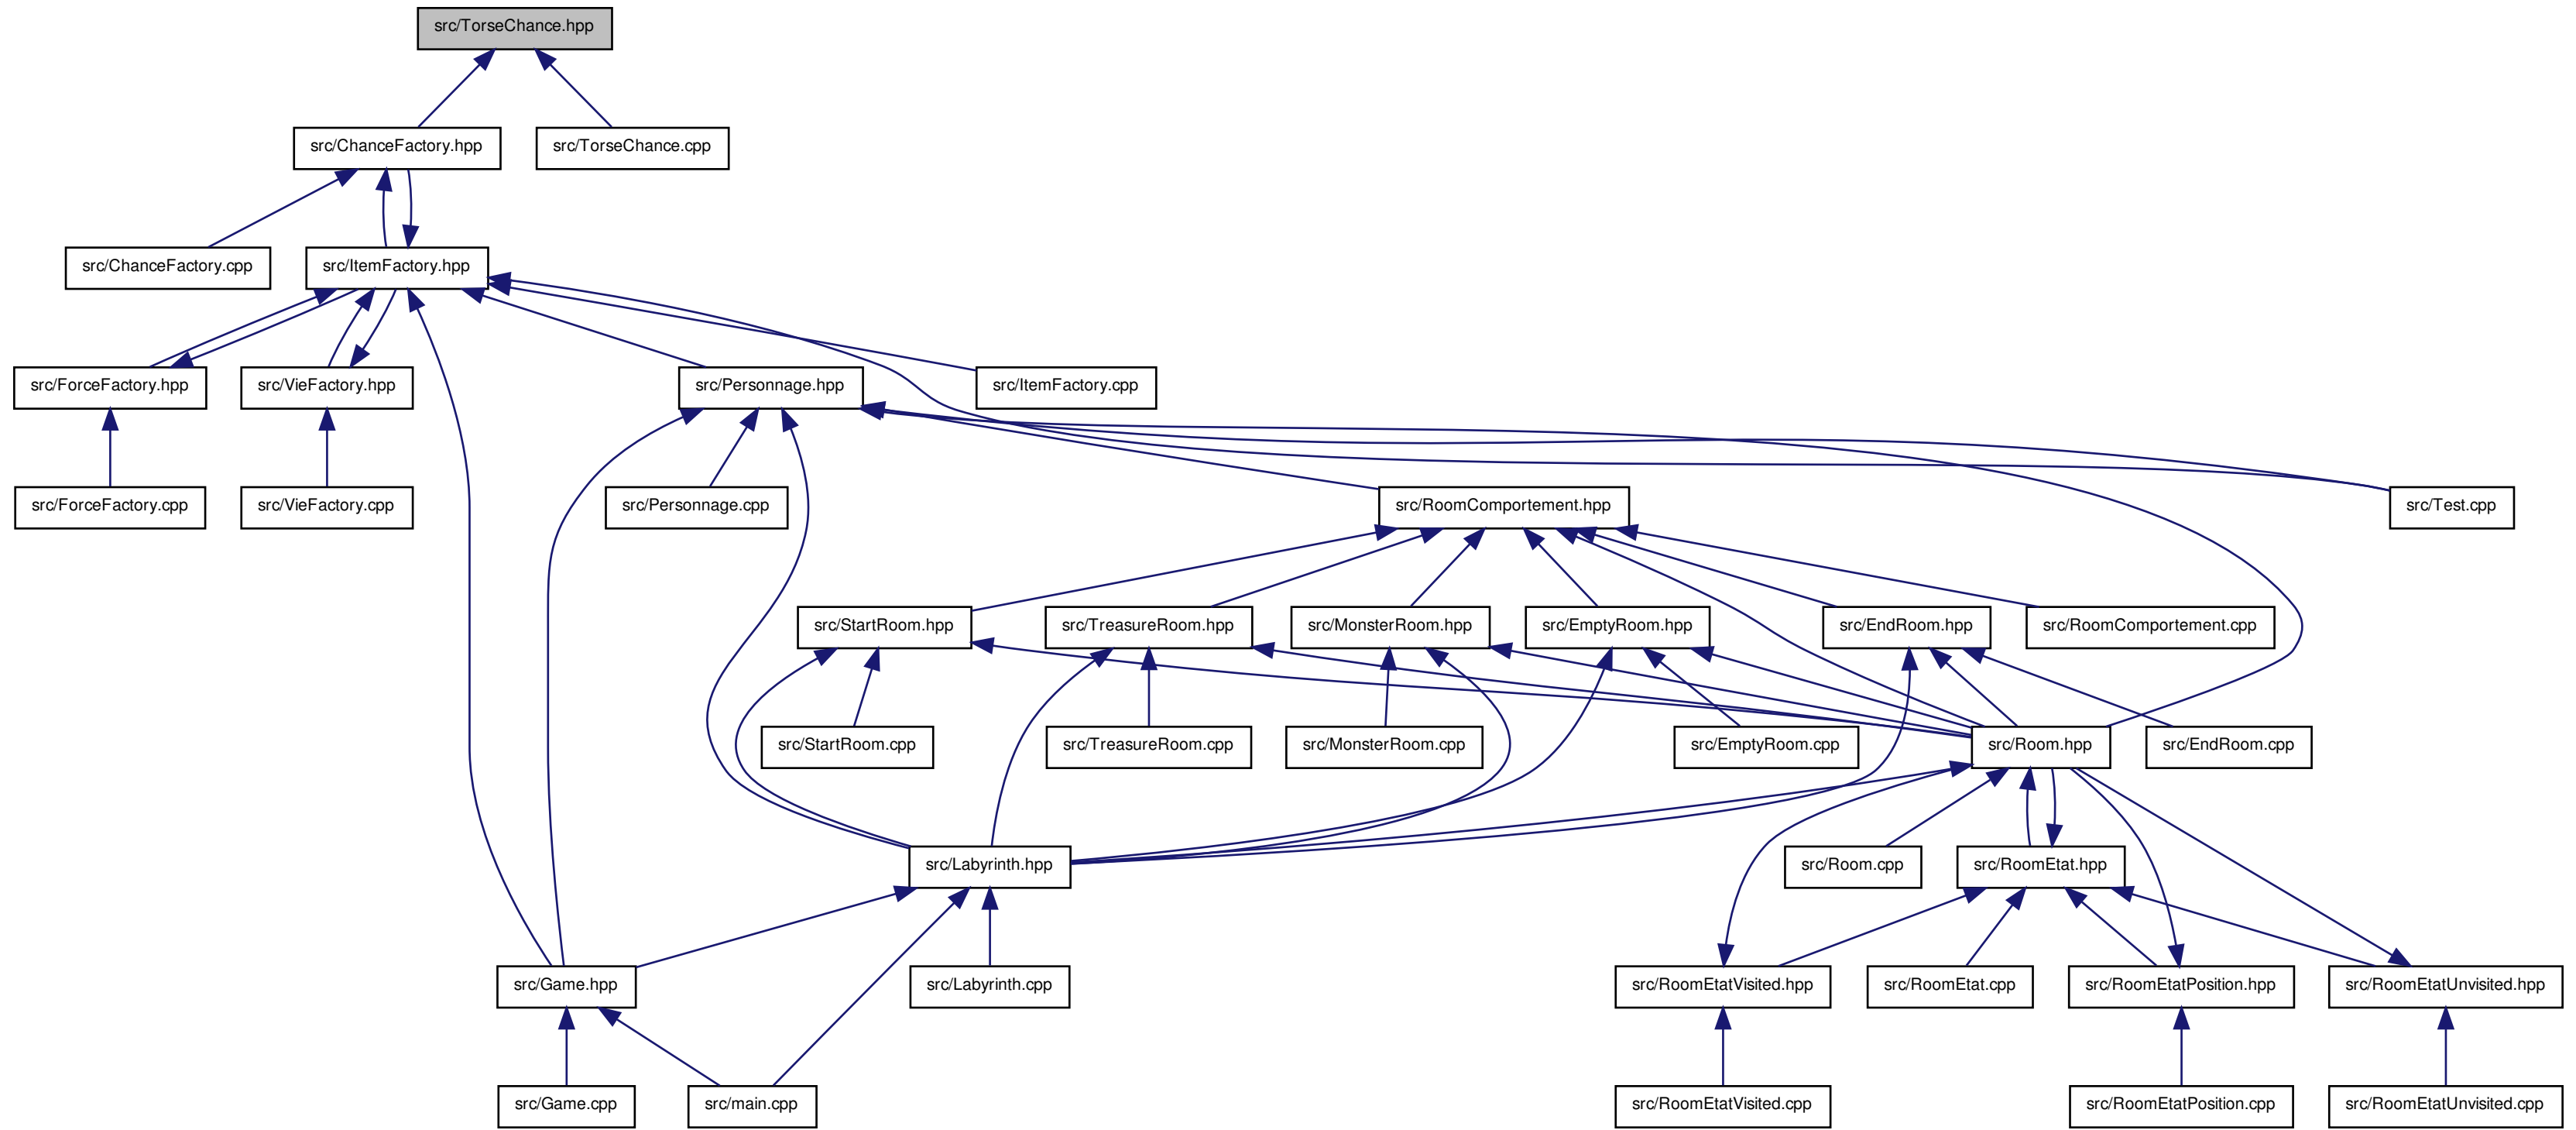 src/TorseChance.hpp
src/ChanceFactory.hpp
src/TorseChance.cpp
src/ChanceFactory.cpp
src/ItemFactory.hpp
src/ForceFactory.hpp
src/VieFactory.hpp
src/Personnage.hpp
src/ItemFactory.cpp
src/ForceFactory.cpp
src/VieFactory.cpp
src/Personnage.cpp
src/RoomComportement.hpp
src/Test.cpp
src/StartRoom.hpp
src/TreasureRoom.hpp
src/MonsterRoom.hpp
src/EmptyRoom.hpp
src/EndRoom.hpp
src/RoomComportement.cpp
src/StartRoom.cpp
src/TreasureRoom.cpp
src/MonsterRoom.cpp
src/EmptyRoom.cpp
src/Room.hpp
src/EndRoom.cpp
src/Labyrinth.hpp
src/Room.cpp
src/RoomEtat.hpp
src/Game.hpp
src/Labyrinth.cpp
src/RoomEtatVisited.hpp
src/RoomEtat.cpp
src/RoomEtatPosition.hpp
src/RoomEtatUnvisited.hpp
src/Game.cpp
src/main.cpp
src/RoomEtatVisited.cpp
src/RoomEtatPosition.cpp
src/RoomEtatUnvisited.cpp